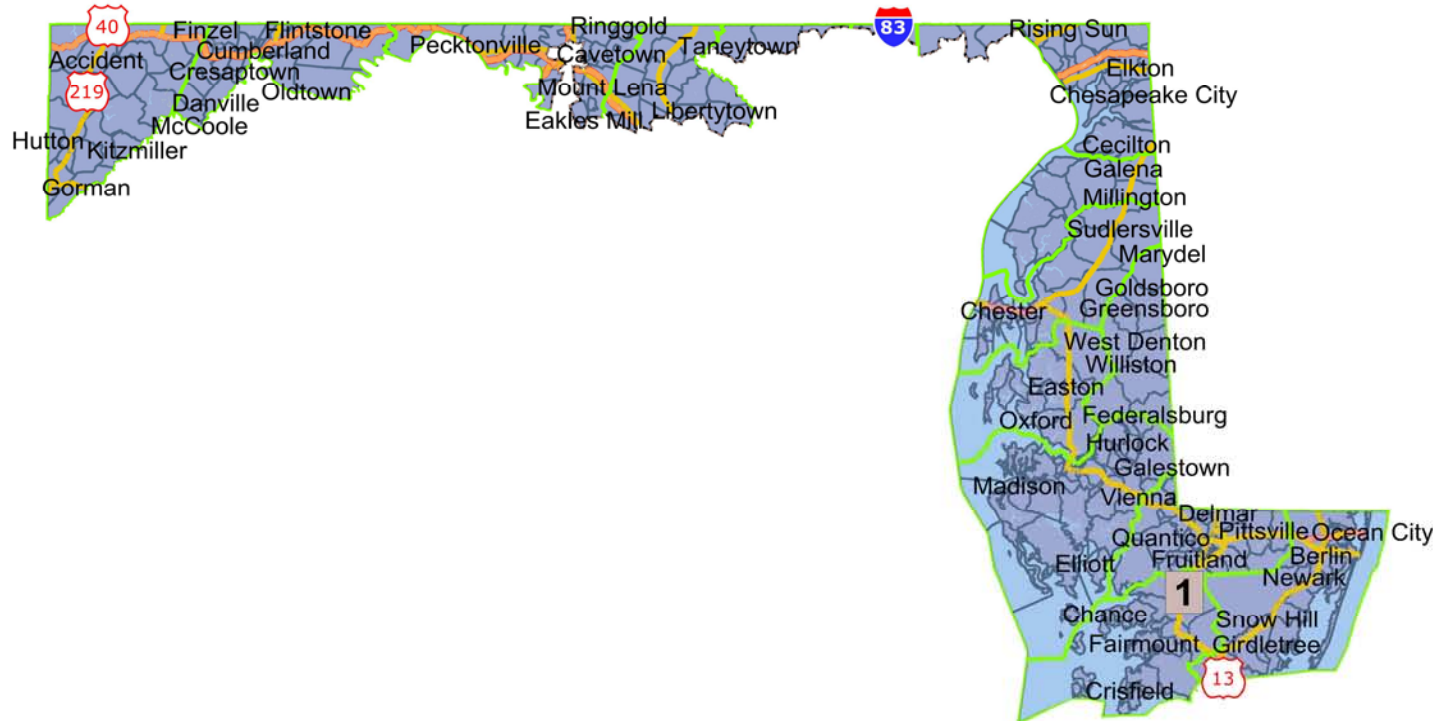 40
Finzel
Flintstone
Ringgold
83
Rising Sun
Accident
Cumberland
Pecktonville
Cavetown
Taneytown
Cresaptown
Elkton
219
Danville
Oldtown
Mount Lena
Chesapeake City
McCoole
Eakles Mill
Libertytown
Hutton
Kitzmiller
Cecilton
Gorman
Galena
Millington
Sudlersville
Marydel
Goldsboro
Chester
Greensboro
West Denton
Williston
Easton
Oxford
Federalsburg
Hurlock
Galestown
Madison
Vienna
Delmar
Quantico
Pittsville
Ocean City
Elliott
Fruitland
Berlin
Newark
1
Chance
Snow Hill
Fairmount
Girdletree
13
Crisfield